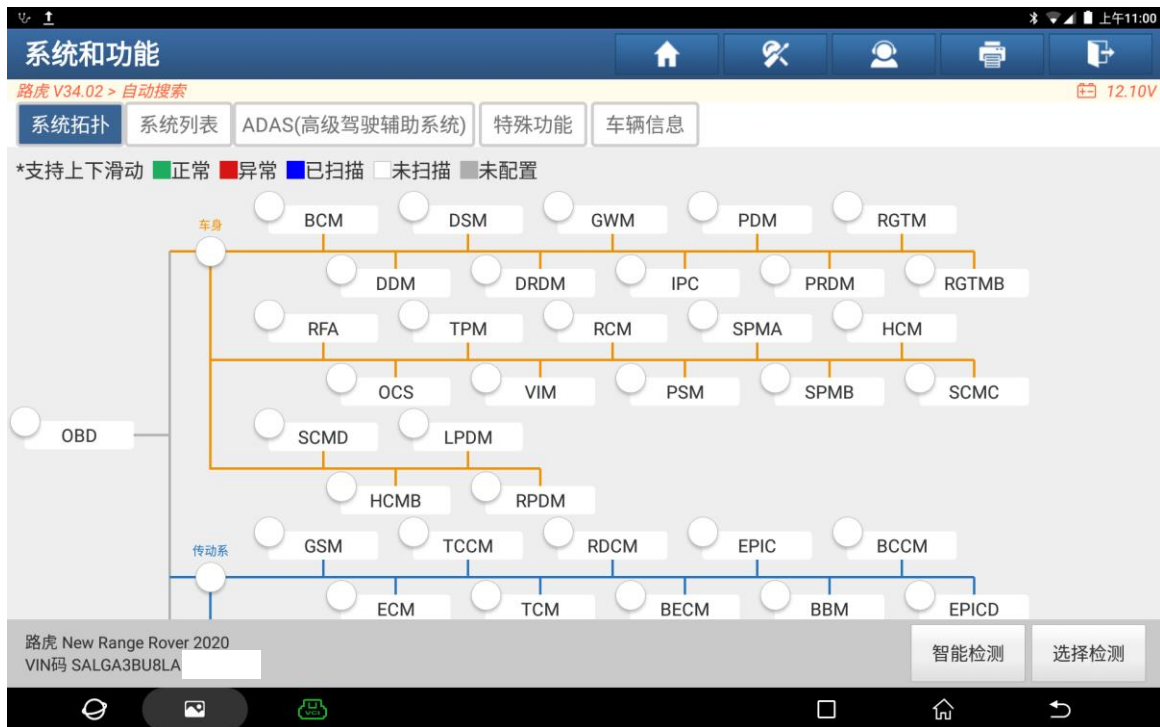 上午11:00
系统和功能
路虎 V34.02 > 自动搜索 12.10V
系统拓扑 系统列表 ADAS(高级驾驶辅助系统) 特殊功能 车辆信息
*支持上下滑动 正常 异常 已扫描 未扫描 未配置
车身 BCM DSM GWM PDM RGTM
DDM DRDM IPC PRDM RGTMB
RFA TPM RCM SPMA HCM
OCS VIM PSM SPMB SCMC
OBD SCMD LPDM
HCMB RPDM
传动系 GSM TCCM RDCM EPIC BCCM
ECM TCM BECM BBM EPICD
路虎 New Range Rover 2020
VIN码 SALGA3BU8LA
智能检测 选择检测
VCI